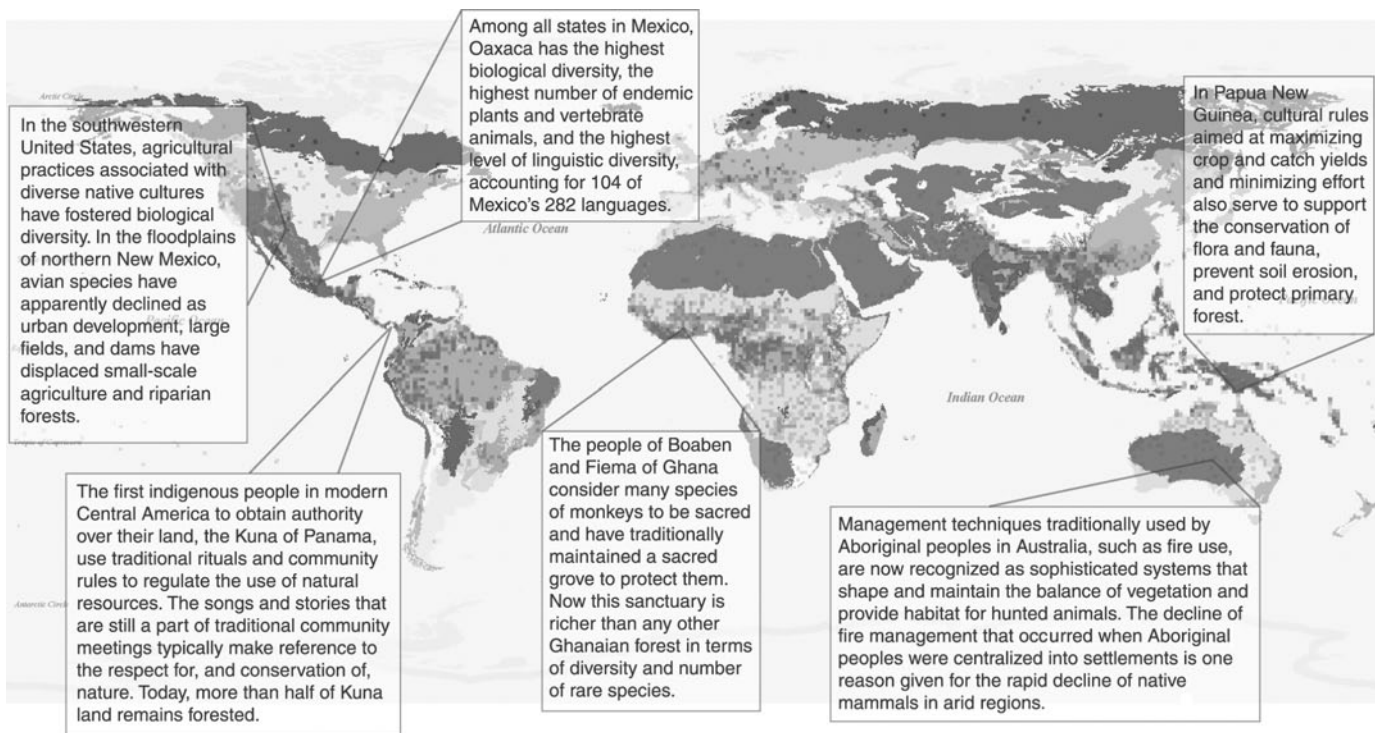 Among all states in Mexico,
Oaxaca has the highest
biological diversity, the
highest number of endemic
plants and vertebrate
animals, and the highest
level of linguistic diversity,
accounting for 104 of
Mexico's 282 languages.
In the southwestern
United States, agricultural
practices associated with
diverse native cultures
have fostered biological
diversity. In the floodplains
of northern New Mexico,
avian species have
apparently declined as
urban development, large
fields, and dams have
displaced small-scale
agriculture and riparian
forests.
In Papua New
Guinea, cultural rules
aimed at maximizing
crop and catch yields
and minimizing effort
also serve to support
the conservation of
flora and fauna,
prevent soil erosion,
and protect primary
forest.
Arctic Circle
Atlantic Ocean
Pacific Ocean
Pacific Ocean
Indian Ocean
Tropic of Capricorn
Antarctic Circle
The first indigenous people in modern
Central America to obtain authority
over their land, the Kuna of Panama,
use traditional rituals and community
rules to regulate the use of natural
resources. The songs and stories that
are still a part of traditional community
meetings typically make reference to
the respect for, and conservation of,
nature. Today, more than half of Kuna
land remains forested.
The people of Boaben
and Fiema of Ghana
consider many species
of monkeys to be sacred
and have traditionally
maintained a sacred
grove to protect them.
Now this sanctuary is
richer than any other
Ghanaian forest in terms
of diversity and number
of rare species.
Management techniques traditionally used by
Aboriginal peoples in Australia, such as fire use,
are now recognized as sophisticated systems that
shape and maintain the balance of vegetation and
provide habitat for hunted animals. The decline of
fire management that occurred when Aboriginal
peoples were centralized into settlements is one
reason given for the rapid decline of native
mammals in arid regions.